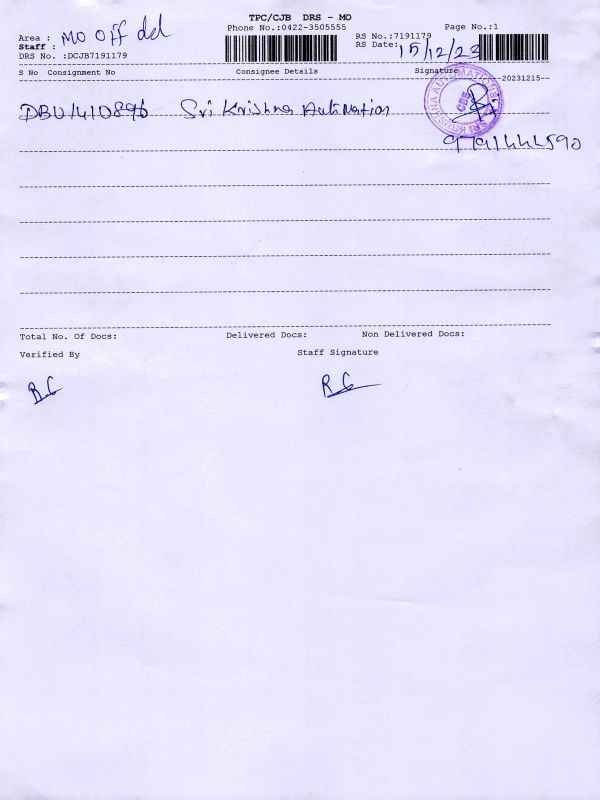 TPC/CJB DRS - MO
Phone No.:0422-3505555
Page No.:1
Area : MO Off del
RS No.:7191179
Staff :
RS Date: 15/12/23
DRS No. :DCJB7191179
S No Consignment No Consignee Details Signature
20231215--
DBU1410896 Sri Krishna Automation
9791444590
Total No. Of Docs: Delivered Docs: Non Delivered Docs:
Verified By Staff Signature